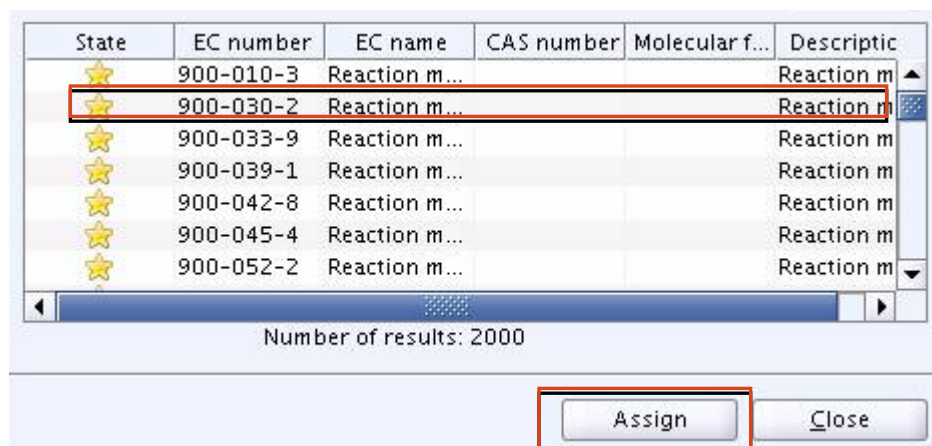 State EC number EC name CAS number Molecular f... Descriptic
900-010-3 Reaction m... Reaction m
900-030-2 Reaction m... Reaction m
900-033-9 Reaction m... Reaction m
900-039-1 Reaction m... Reaction m
900-042-8 Reaction m... Reaction m
900-045-4 Reaction m... Reaction m
900-052-2 Reaction m... Reaction m
Number of results: 2000
Assign Close